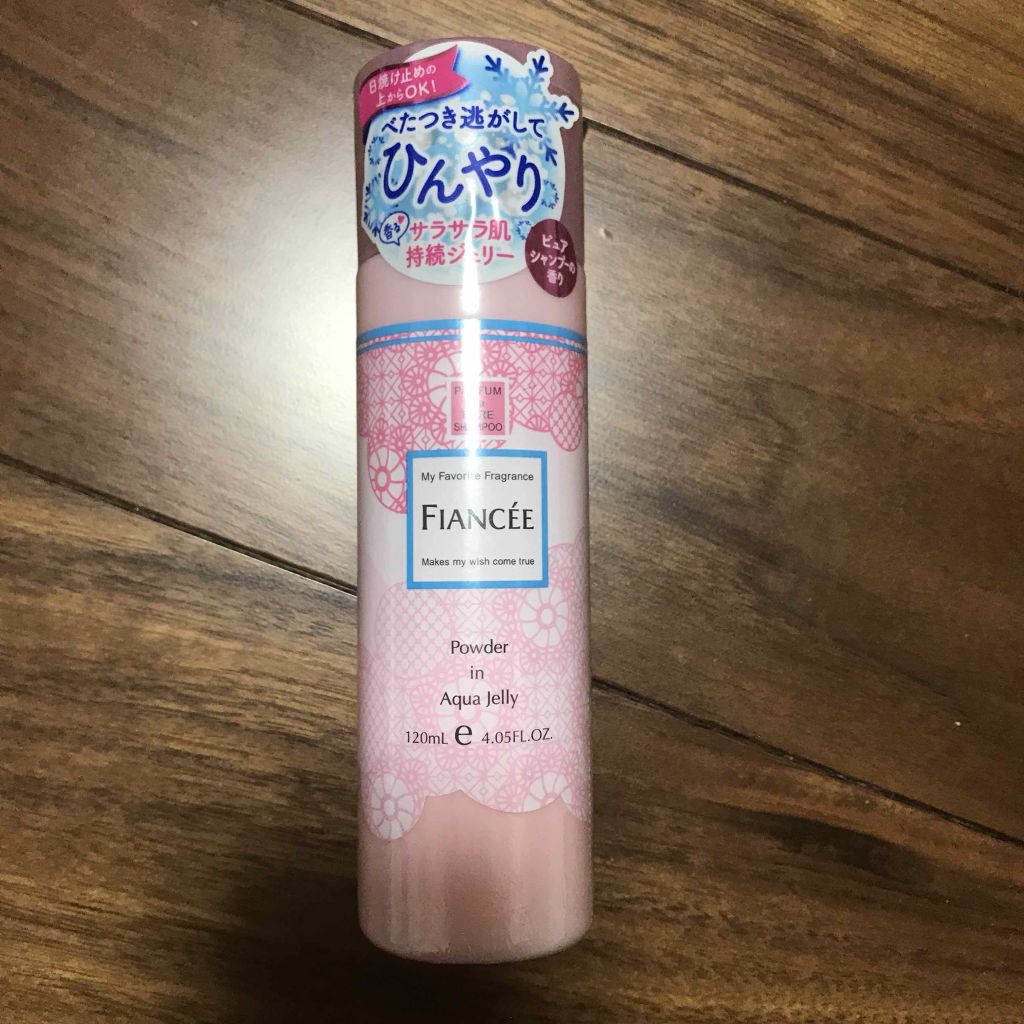 日焼け止めの
上からOK!
べたつき逃がして
ひんやり
香る
サラサラ肌
持続ジェリー
ピュア
シャンプーの
香り
PARFUM
PURE
SHAMPOO
My Favorite Fragrance
FIANCÉE
Makes my wish come true
Powder
in
Aqua Jelly
120mL e 4.05FL.OZ.